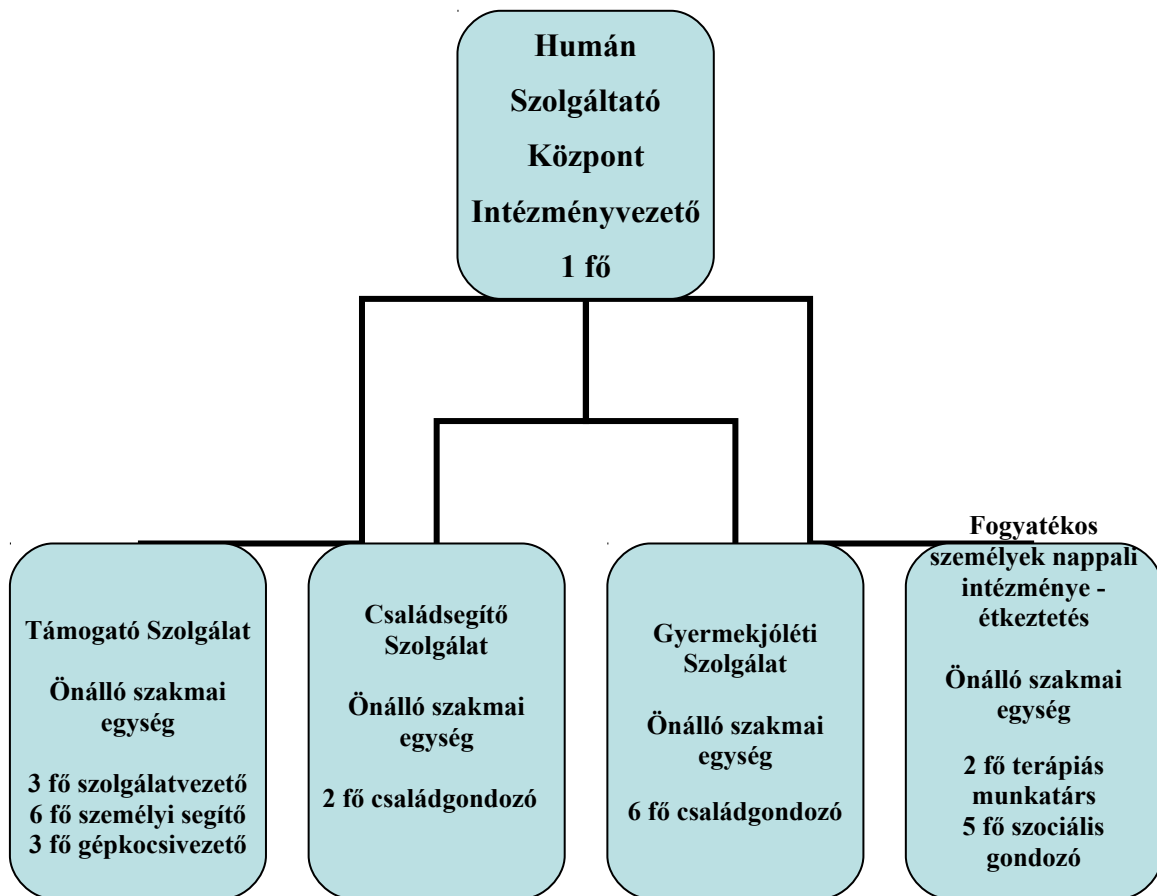 Humán
Szolgáltató
Központ
Intézményvezető
1 fő
Támogató Szolgálat
Önálló szakmai
egység
3 fő szolgálatvezető
6 fő személyi segítő
3 fő gépkocsivezető
Családsegítő
Szolgálat
Önálló szakmai
egység
2 fő családgondozó
Gyermekjóléti
Szolgálat
Önálló szakmai
egység
6 fő családgondozó
Fogyatékos
személyek nappali
intézménye -
étkeztetés
Önálló szakmai
egység
2 fő terápiás
munkatárs
5 fő szociális
gondozó